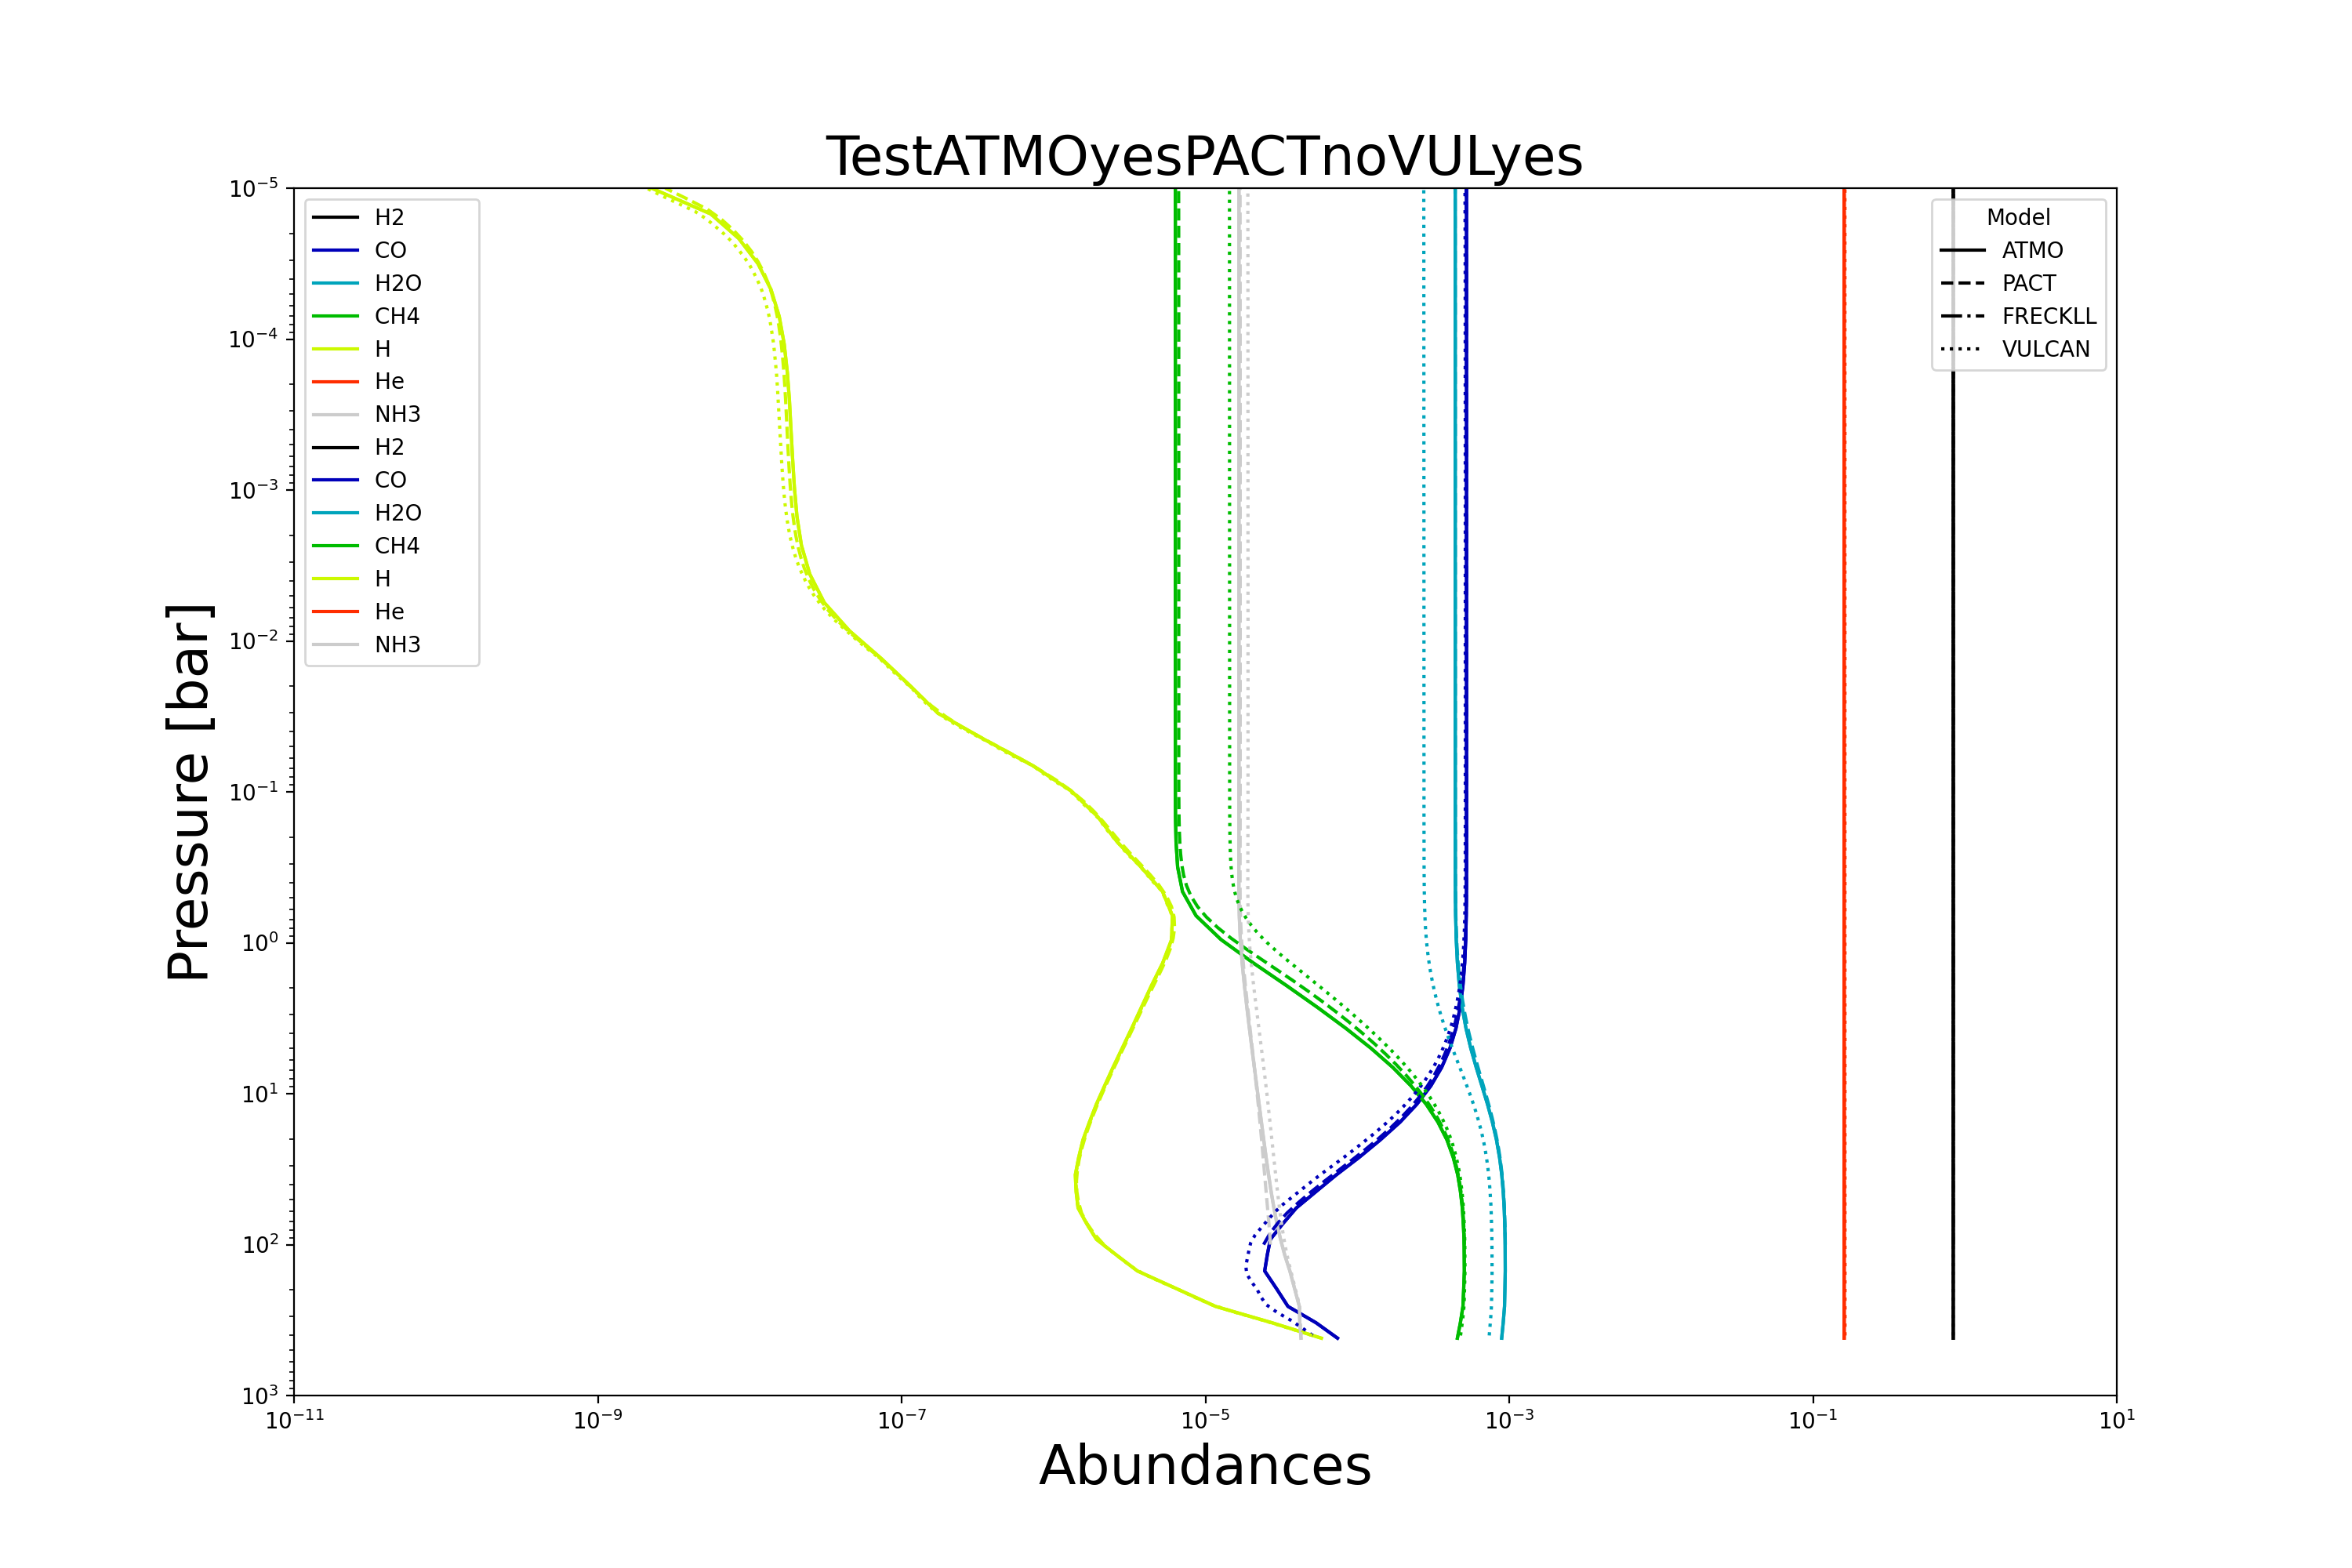 TestATMOyesPACTnoVULyes
H2
CO
H2O
CH4
H
He
NH3
H2
CO
H2O
CH4
H
He
NH3
Model
ATMO
PACT
FRECKLL
VULCAN
Pressure [bar]
10⁻⁵
10⁻⁴
10⁻³
10⁻²
10⁻¹
10⁰
10¹
10²
10³
10⁻¹¹ 10⁻⁹ 10⁻⁷ 10⁻⁵ 10⁻³ 10⁻¹ 10¹
Abundances